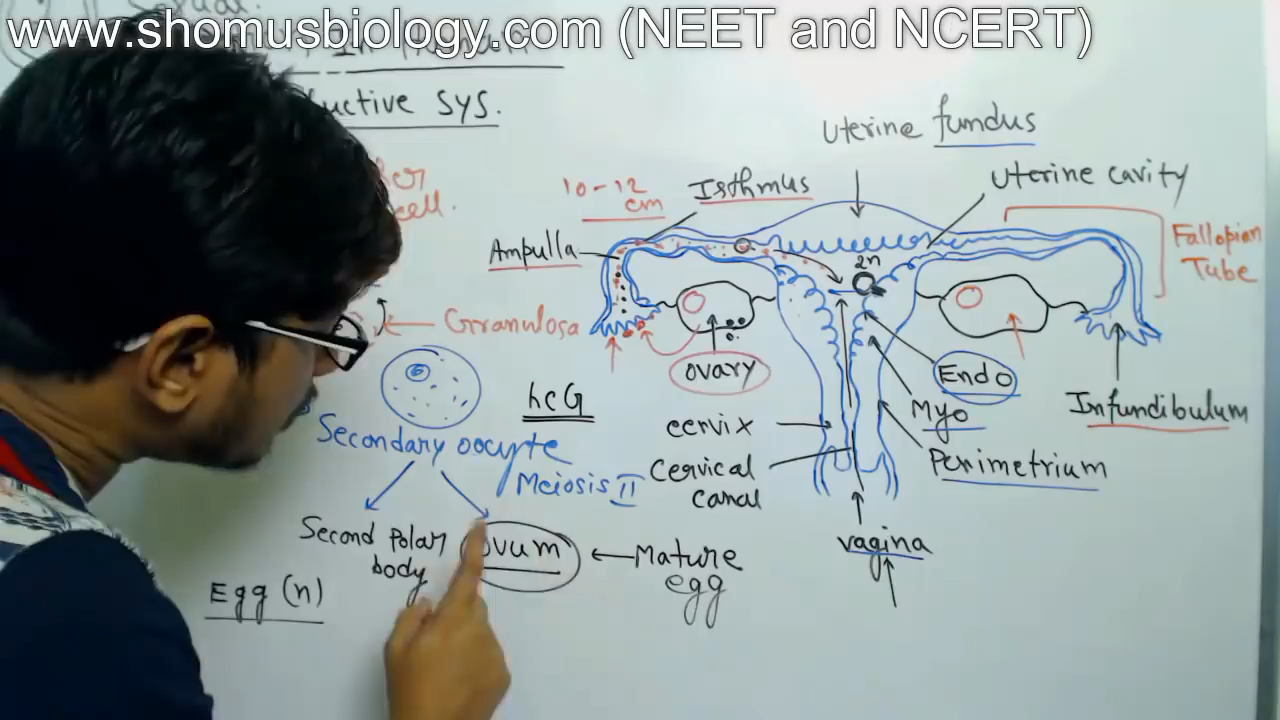 www.shomusbiology.com (NEET and NCERT)
uctive sys.
cell.
10-12
cm
Isthmus
Uterine fundus
Uterine cavity
Ampulla
Fallopian
Tube
2n
Granulosa
ovary
Endo
Infundibulum
hcG
Myo
cervix
Secondary oocyte
Perimetrium
Cervical
canal
Meiosis II
Second Polar
body
ovum
Mature
egg
vagina
Egg (n)